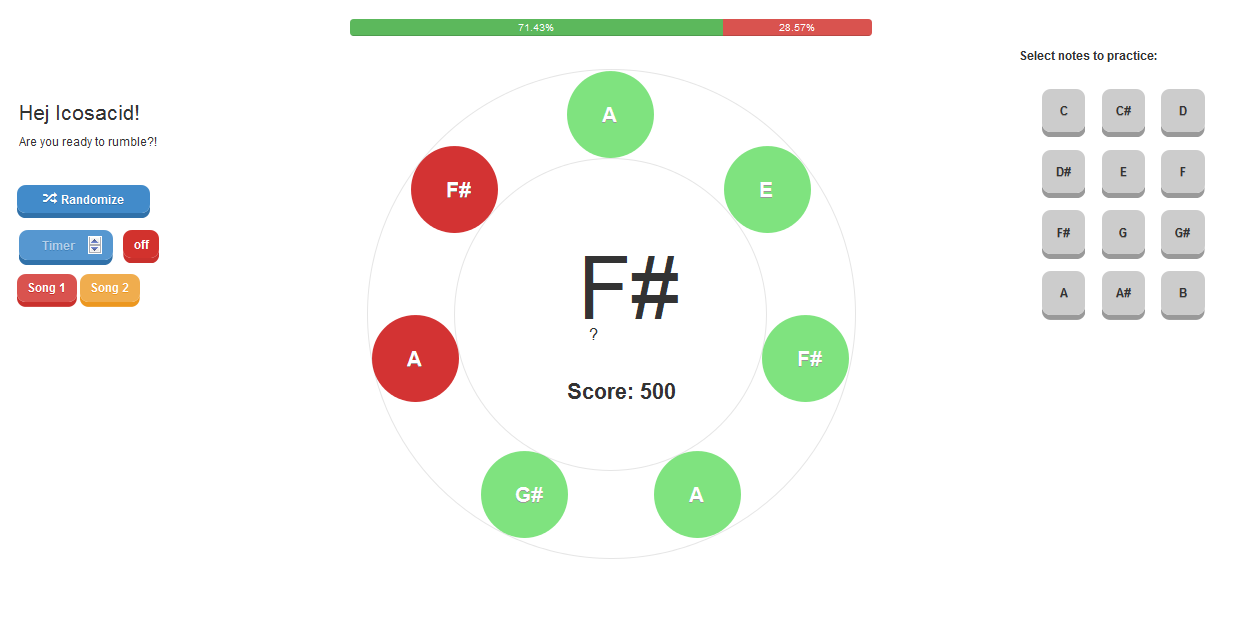 71.43%
28.57%
Hej Icosacid!
Are you ready to rumble?!
Randomize
Timer
off
Song 1
Song 2
A
E
F#
A
G#
A
F#
F#
?
Score: 500
Select notes to practice:
C C# D
D# E F
F# G G#
A A# B